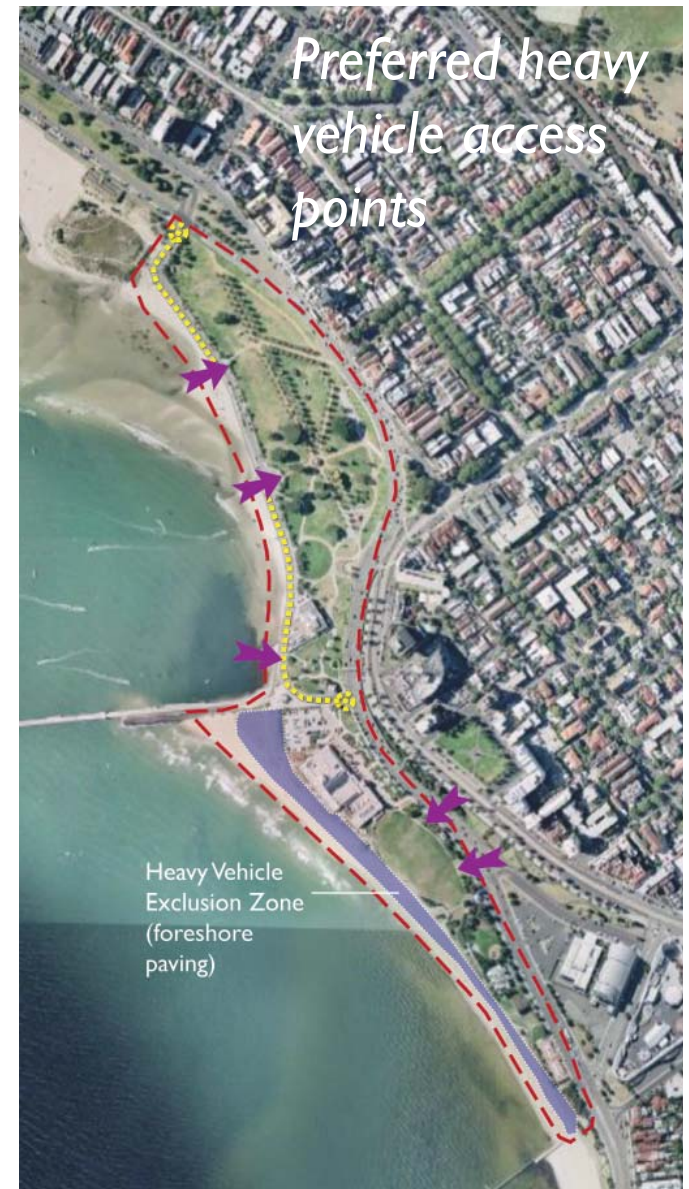 Preferred heavy
vehicle access
points
Heavy Vehicle
Exclusion Zone
(foreshore
paving)